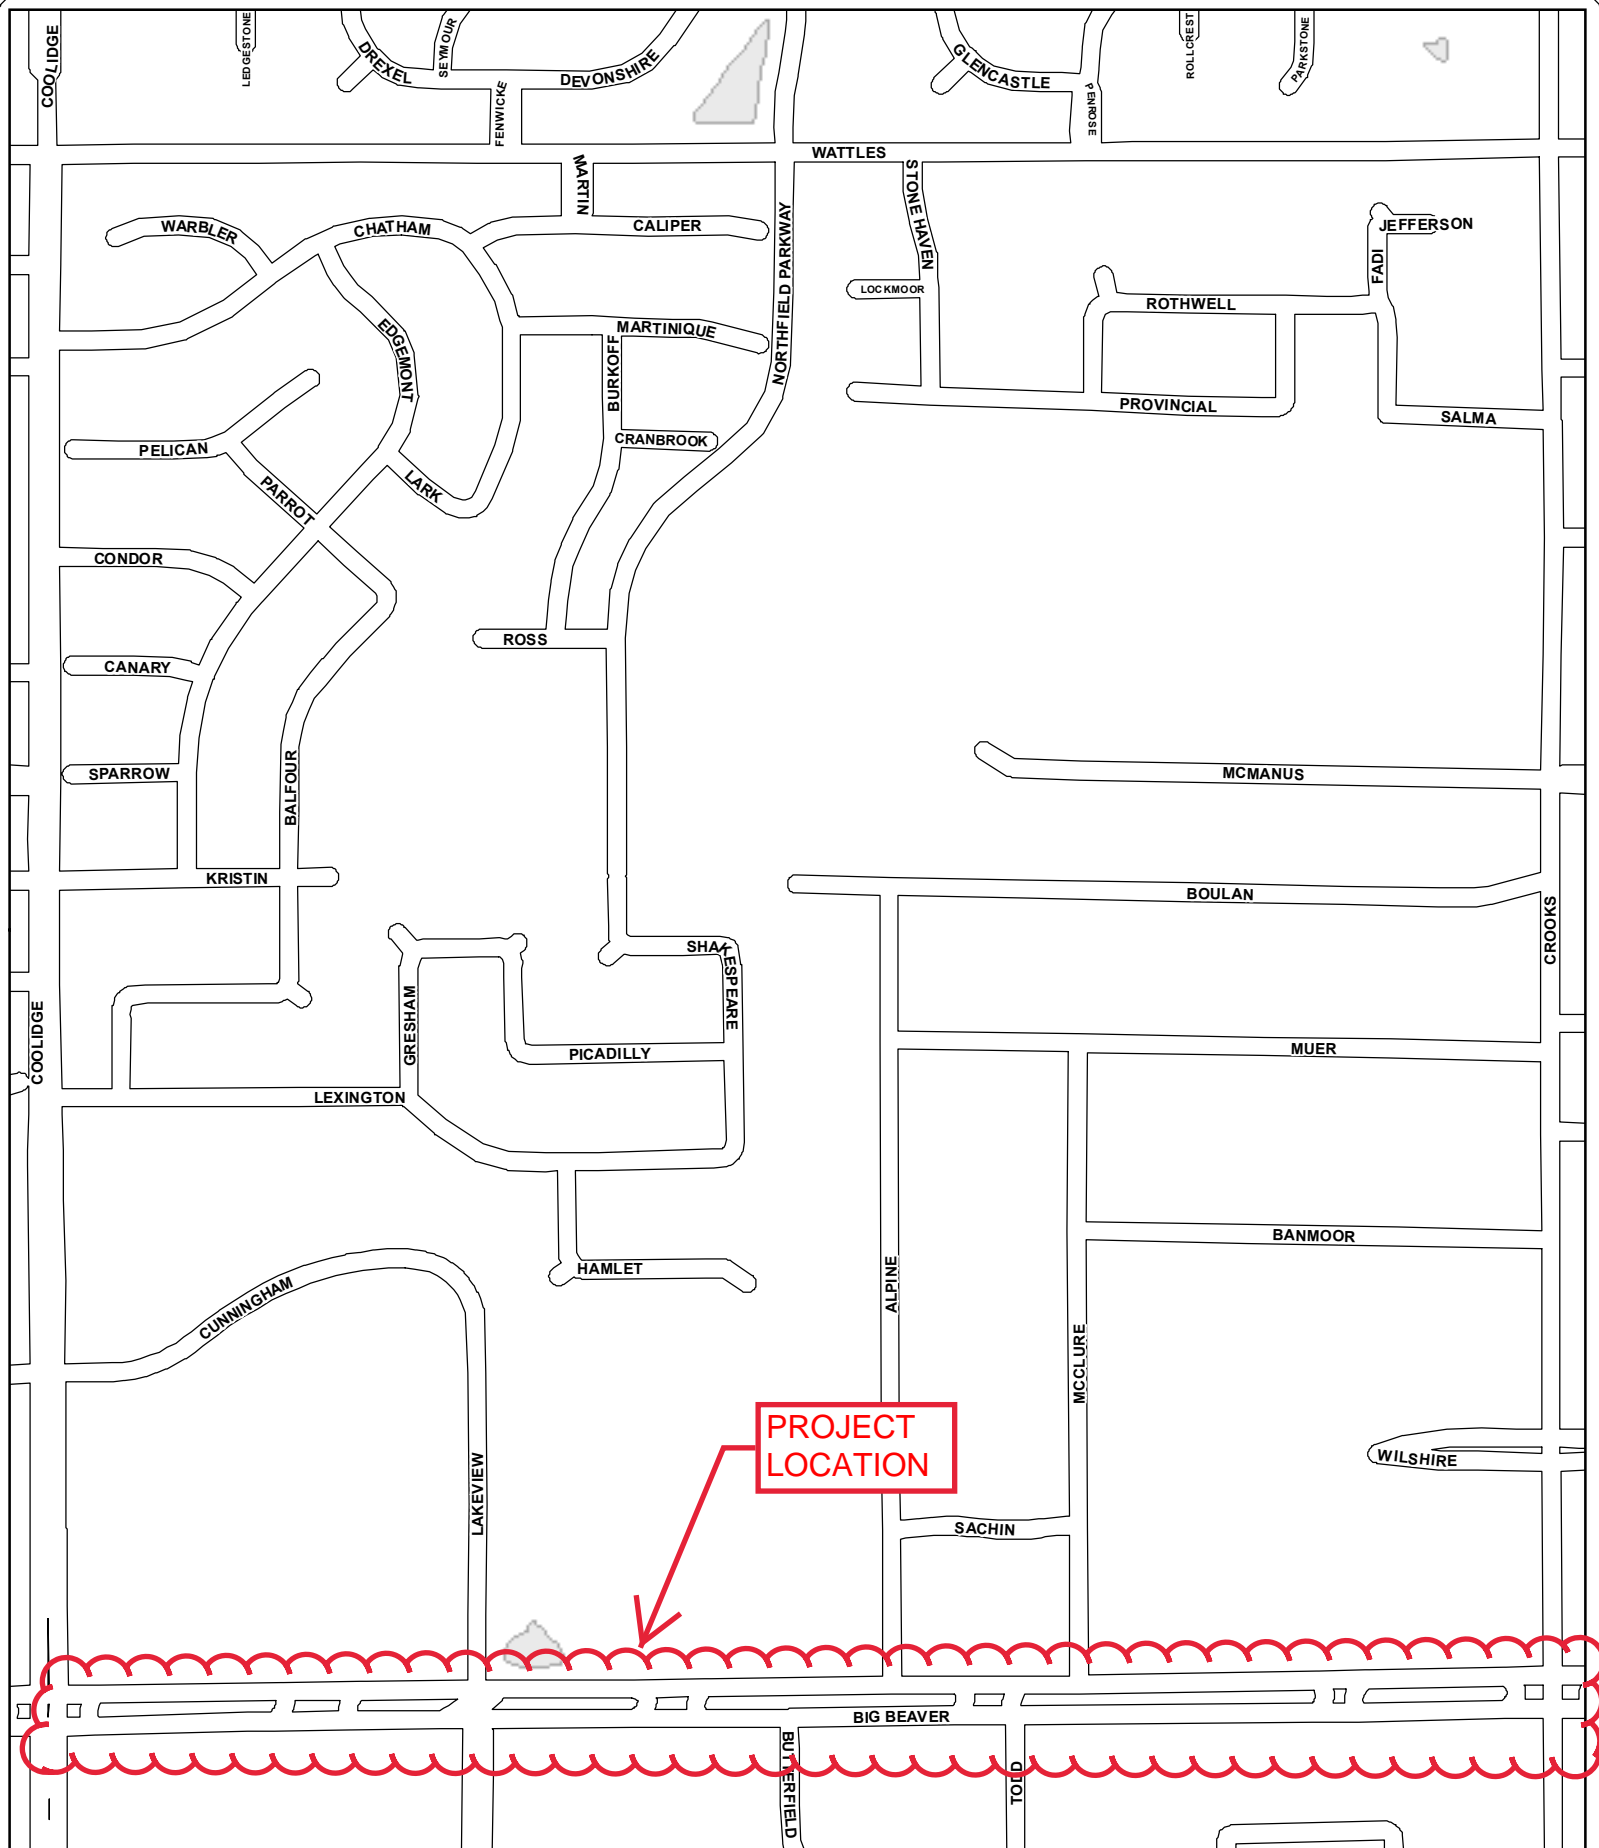 COOLIDGE
LEDGESTONE
DREXEL
SEYMOUR
DEVONSHIRE
FENWICKE
GLENCASTLE
PENROSE
ROLLCREST
PARKSTONE
WATTLES
MARTIN
STONE HAVEN
WARBLER
CHATHAM
CALIPER
NORTHFIELD PARKWAY
JEFFERSON
FADI
LOCKMOOR
ROTHWELL
EDGEMONT
MARTINIQUE
BURKOFF
PROVINCIAL
SALMA
CRANBROOK
PELICAN
LARK
PARROT
CONDOR
ROSS
CANARY
SPARROW
BALFOUR
MCMANUS
KRISTIN
BOULAN
CROOKS
SHAKESPEARE
COOLIDGE
GRESHAM
PICADILLY
MUER
LEXINGTON
BANMOOR
HAMLET
ALPINE
CUNNINGHAM
MCCLURE
PROJECT
LOCATION
WILSHIRE
LAKEVIEW
SACHIN
BIG BEAVER
BUTTERFIELD
TODD